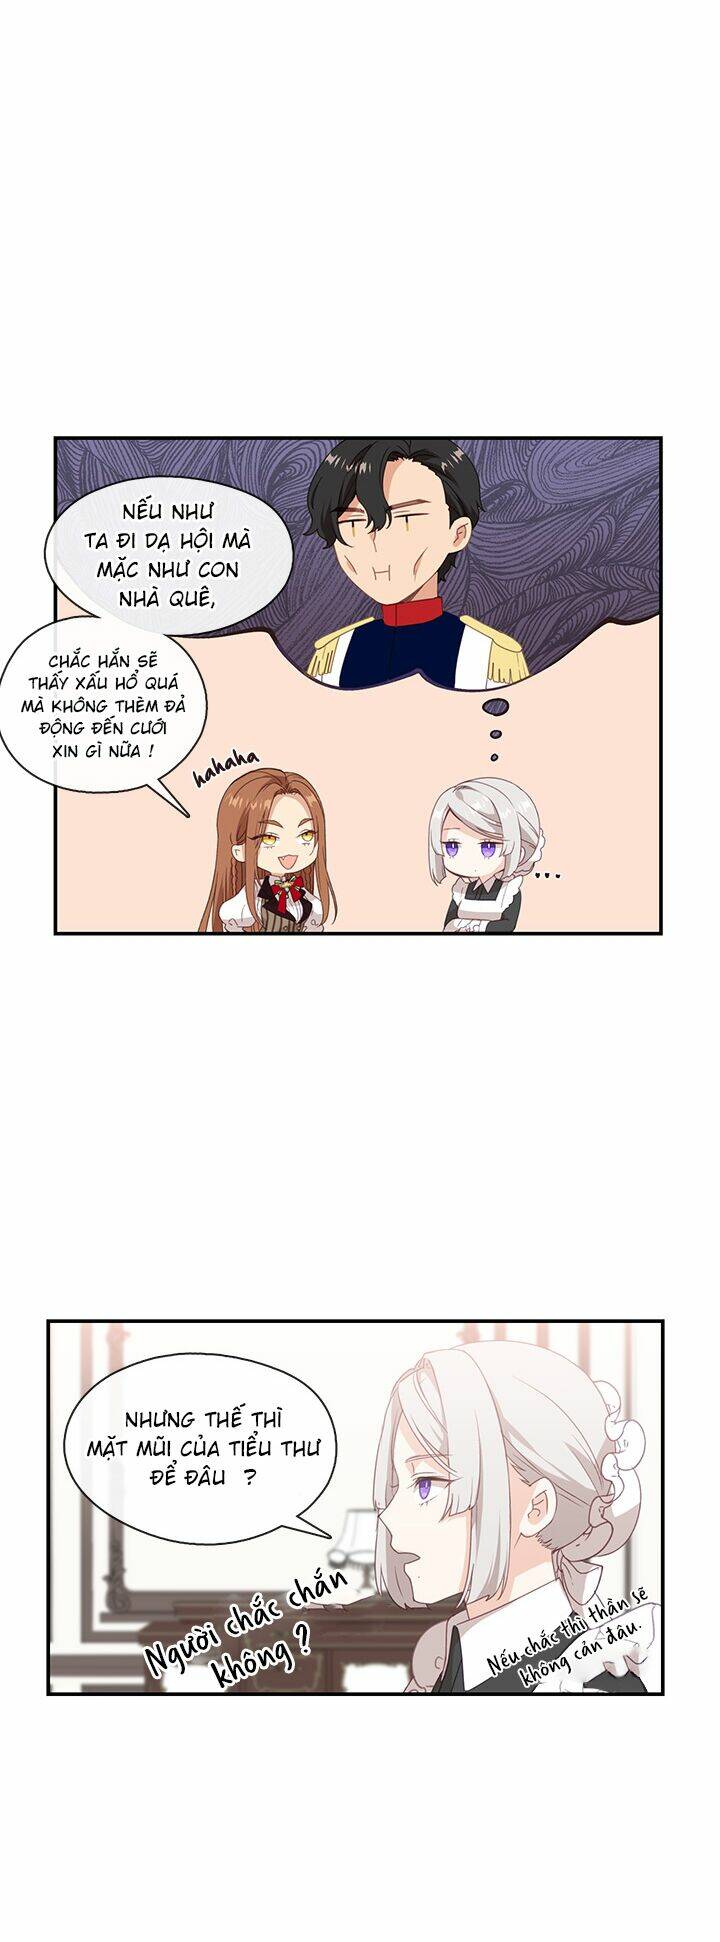 NẾU NHƯ
TA ĐI DẠ HỘI MÀ
MẶC NHƯ CON
NHÀ QUÊ,
CHẮC HẮN SẼ
THẤY XẤU HỔ QUÁ
MÀ KHÔNG THÈM ĐẢ
ĐỘNG ĐẾN CƯỚI
XIN GÌ NỮA !
hahaha
...
NHƯNG THẾ THÌ
MẶT MŨI CỦA TIỂU THƯ
ĐỂ ĐÂU ?
Người chắc chắn
không ?
Nếu chắc thì thần sẽ
không cản đâu.